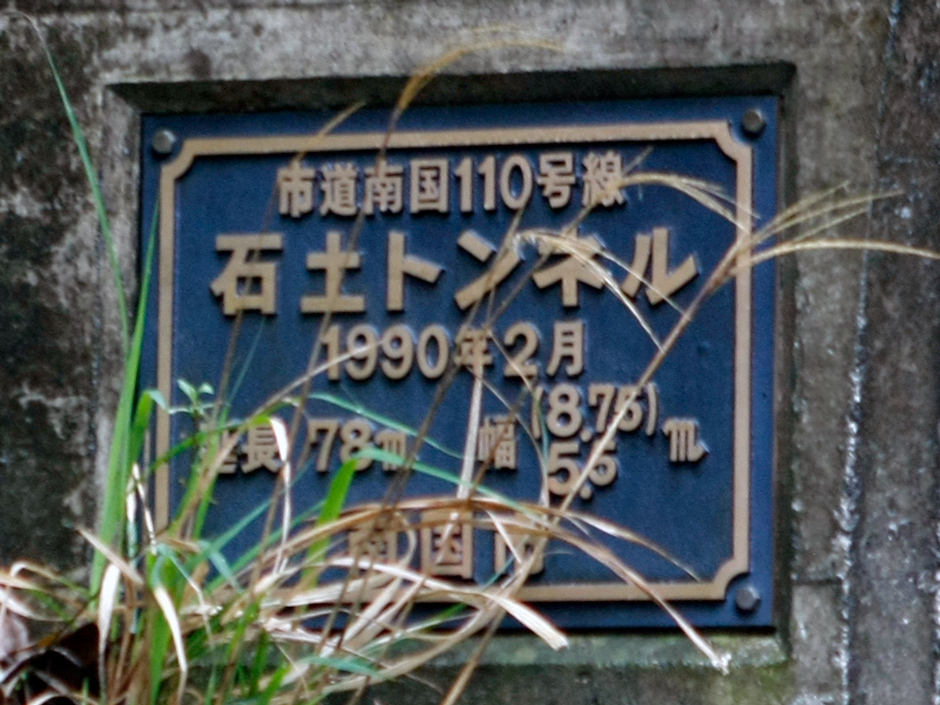 市道南国110号線
石土トンネル
1990年2月
延長 78m 幅 (8.75) 5.5 m
南国市